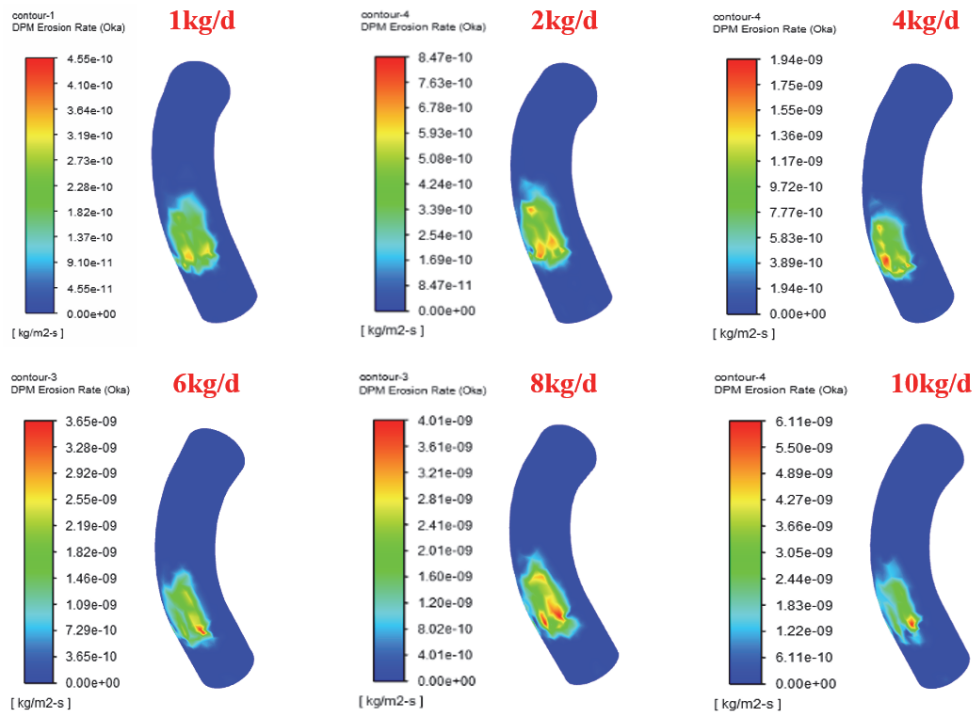 contour-1
DPM Erosion Rate (Oka)
1kg/d
4.55e-10
4.10e-10
3.64e-10
3.19e-10
2.73e-10
2.28e-10
1.82e-10
1.37e-10
9.10e-11
4.55e-11
0.00e+00
[ kg/m2-s ]
contour-4
DPM Erosion Rate (Oka)
2kg/d
8.47e-10
7.63e-10
6.78e-10
5.93e-10
5.08e-10
4.24e-10
3.39e-10
2.54e-10
1.69e-10
8.47e-11
0.00e+00
[ kg/m2-s ]
contour-4
DPM Erosion Rate (Oka)
4kg/d
1.94e-09
1.75e-09
1.55e-09
1.36e-09
1.17e-09
9.72e-10
7.77e-10
5.83e-10
3.89e-10
1.94e-10
0.00e+00
[ kg/m2-s ]
contour-3
DPM Erosion Rate (Oka)
6kg/d
3.65e-09
3.28e-09
2.92e-09
2.55e-09
2.19e-09
1.82e-09
1.46e-09
1.09e-09
7.29e-10
3.65e-10
0.00e+00
[ kg/m2-s ]
contour-3
DPM Erosion Rate (Oka)
8kg/d
4.01e-09
3.61e-09
3.21e-09
2.81e-09
2.41e-09
2.01e-09
1.60e-09
1.20e-09
8.02e-10
4.01e-10
0.00e+00
[ kg/m2-s ]
contour-4
DPM Erosion Rate (Oka)
10kg/d
6.11e-09
5.50e-09
4.89e-09
4.27e-09
3.66e-09
3.05e-09
2.44e-09
1.83e-09
1.22e-09
6.11e-10
0.00e+00
[ kg/m2-s ]